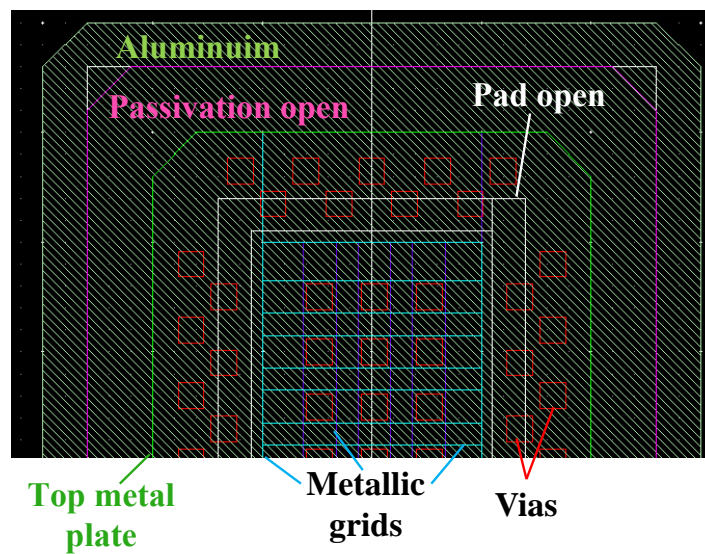 Aluminuim
Pad open
Passivation open
Top metal
plate
Metallic
grids
Vias